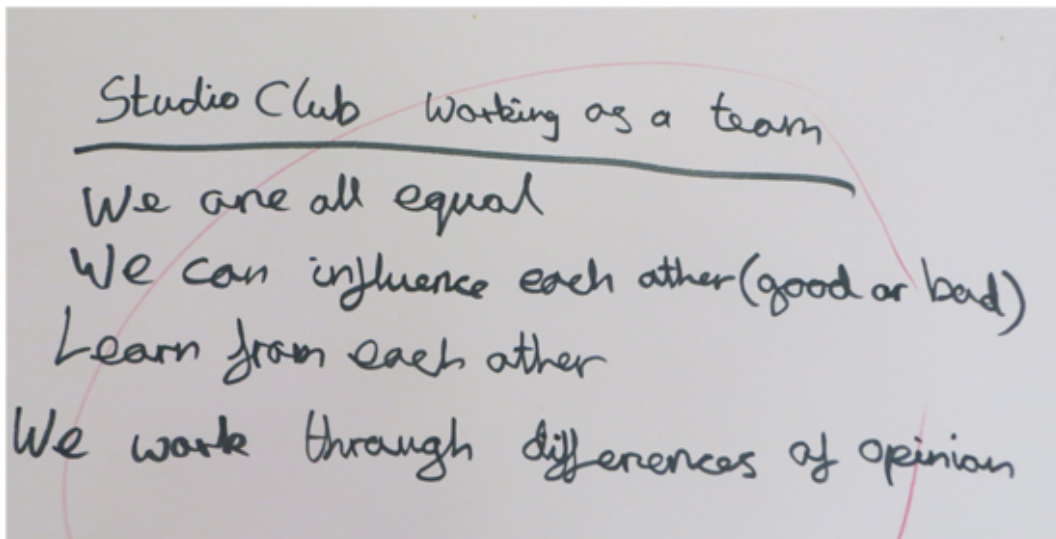 Studio Club Working as a team
We are all equal
We can influence each other (good or bad)
Learn from each other
We work through differences of opinion